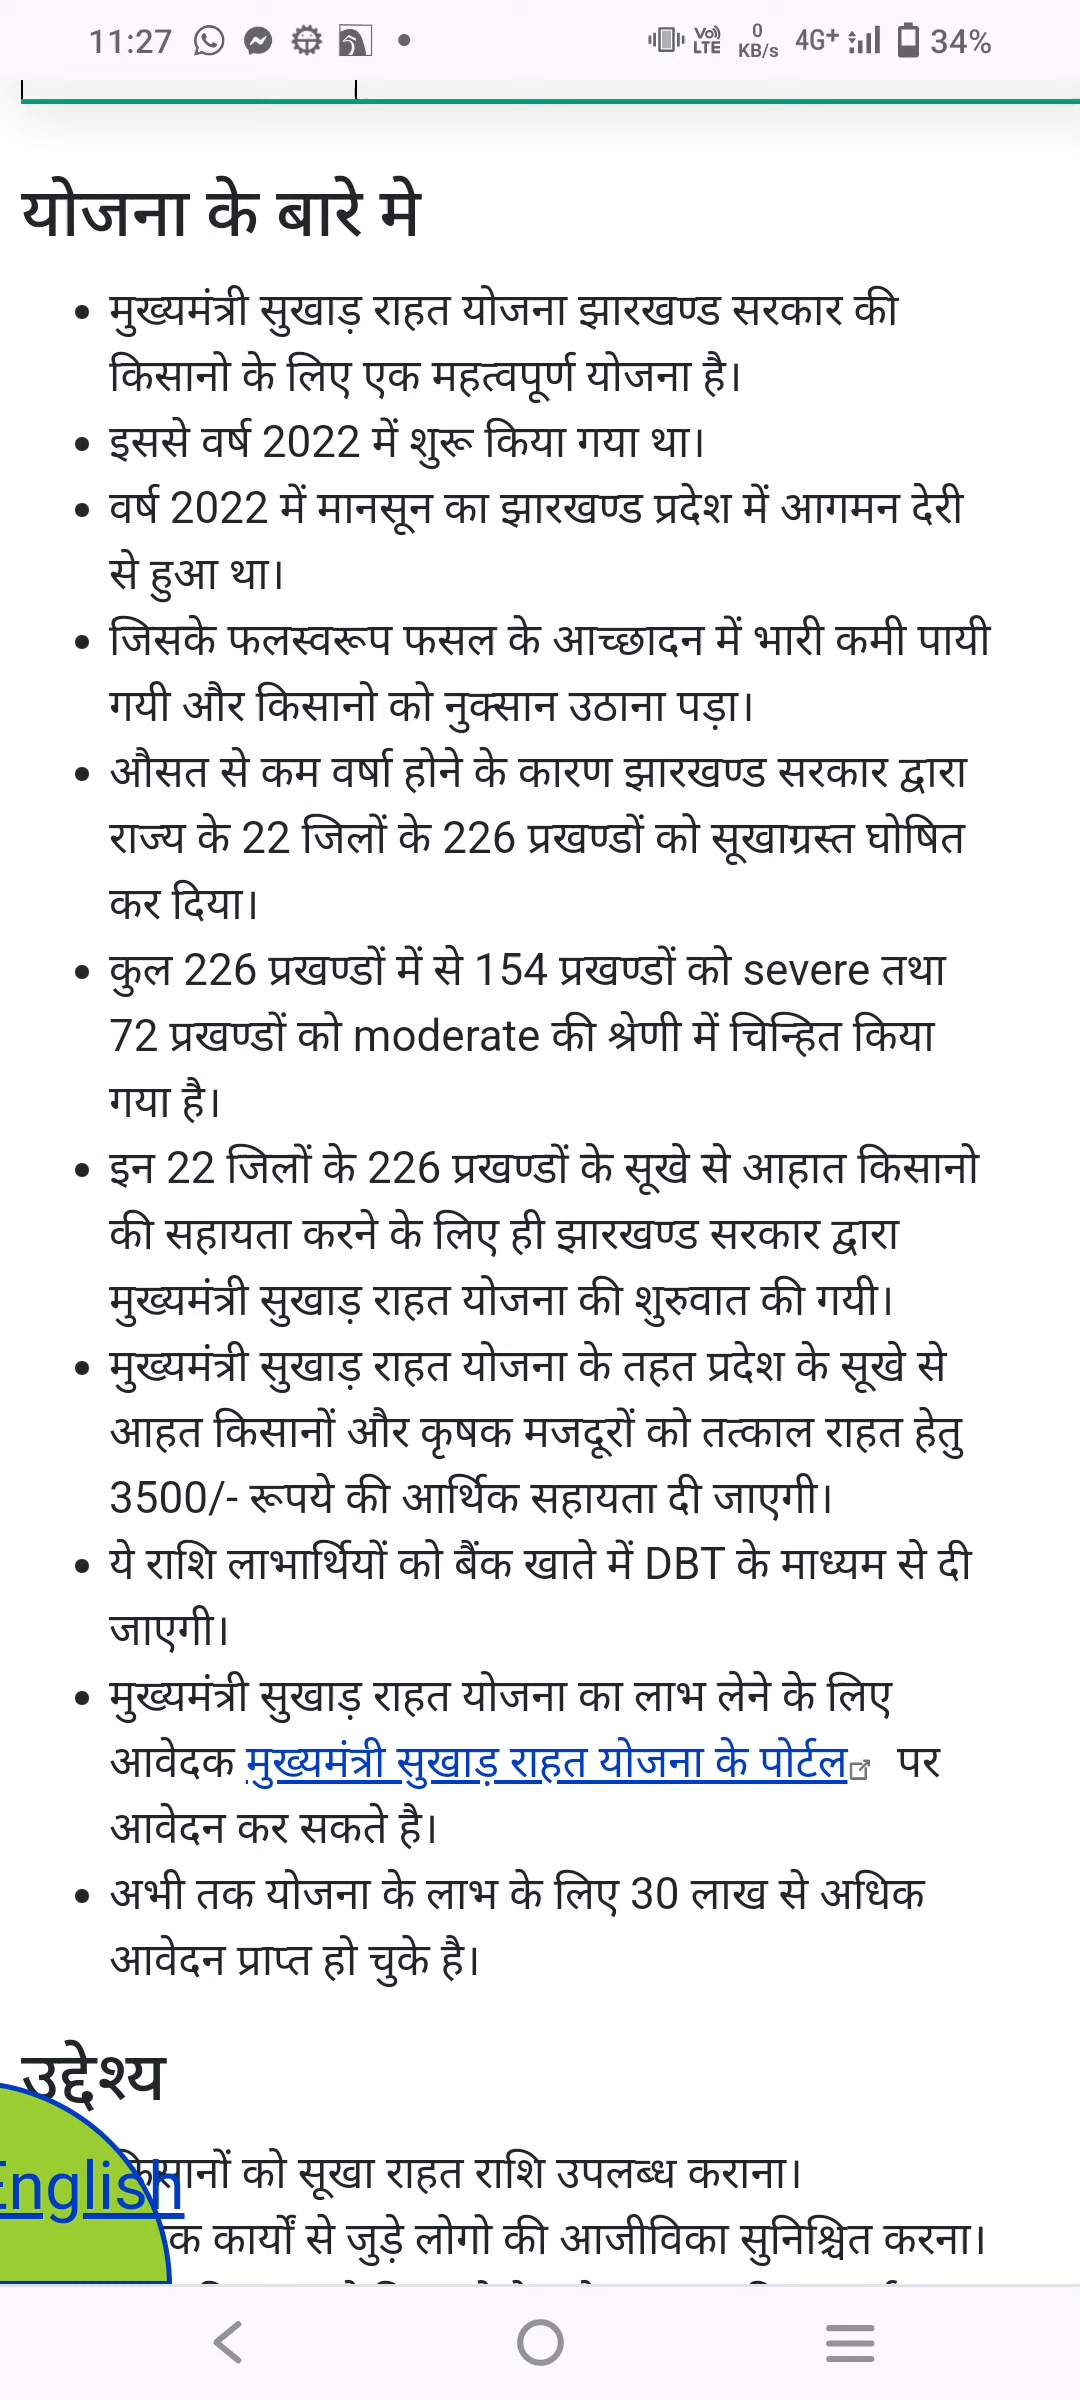 11:27
VoLTE
0 KB/s
4G+
34%
योजना के बारे मे
मुख्यमंत्री सुखाड़ राहत योजना झारखण्ड सरकार की
किसानो के लिए एक महत्वपूर्ण योजना है।
इससे वर्ष 2022 में शुरू किया गया था।
वर्ष 2022 में मानसून का झारखण्ड प्रदेश में आगमन देरी
से हुआ था।
जिसके फलस्वरूप फसल के आच्छादन में भारी कमी पायी
गयी और किसानो को नुक्सान उठाना पड़ा।
औसत से कम वर्षा होने के कारण झारखण्ड सरकार द्वारा
राज्य के 22 जिलों के 226 प्रखण्डों को सूखाग्रस्त घोषित
कर दिया।
कुल 226 प्रखण्डों में से 154 प्रखण्डों को severe तथा
72 प्रखण्डों को moderate की श्रेणी में चिन्हित किया
गया है।
इन 22 जिलों के 226 प्रखण्डों के सूखे से आहात किसानो
की सहायता करने के लिए ही झारखण्ड सरकार द्वारा
मुख्यमंत्री सुखाड़ राहत योजना की शुरुवात की गयी।
मुख्यमंत्री सुखाड़ राहत योजना के तहत प्रदेश के सूखे से
आहत किसानों और कृषक मजदूरों को तत्काल राहत हेतु
3500/- रूपये की आर्थिक सहायता दी जाएगी।
ये राशि लाभार्थियों को बैंक खाते में DBT के माध्यम से दी
जाएगी।
मुख्यमंत्री सुखाड़ राहत योजना का लाभ लेने के लिए
आवेदक मुख्यमंत्री सुखाड़ राहत योजना के पोर्टल पर
आवेदन कर सकते है।
अभी तक योजना के लाभ के लिए 30 लाख से अधिक
आवेदन प्राप्त हो चुके है।
उद्देश्य
को सूखा राहत राशि उपलब्ध कराना।
English
कार्यों से जुड़े लोगो की आजीविका सुनिश्चित करना।